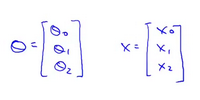 θ = [θ₀ θ₁ θ₂] x = [x₀ x₁ x₂]